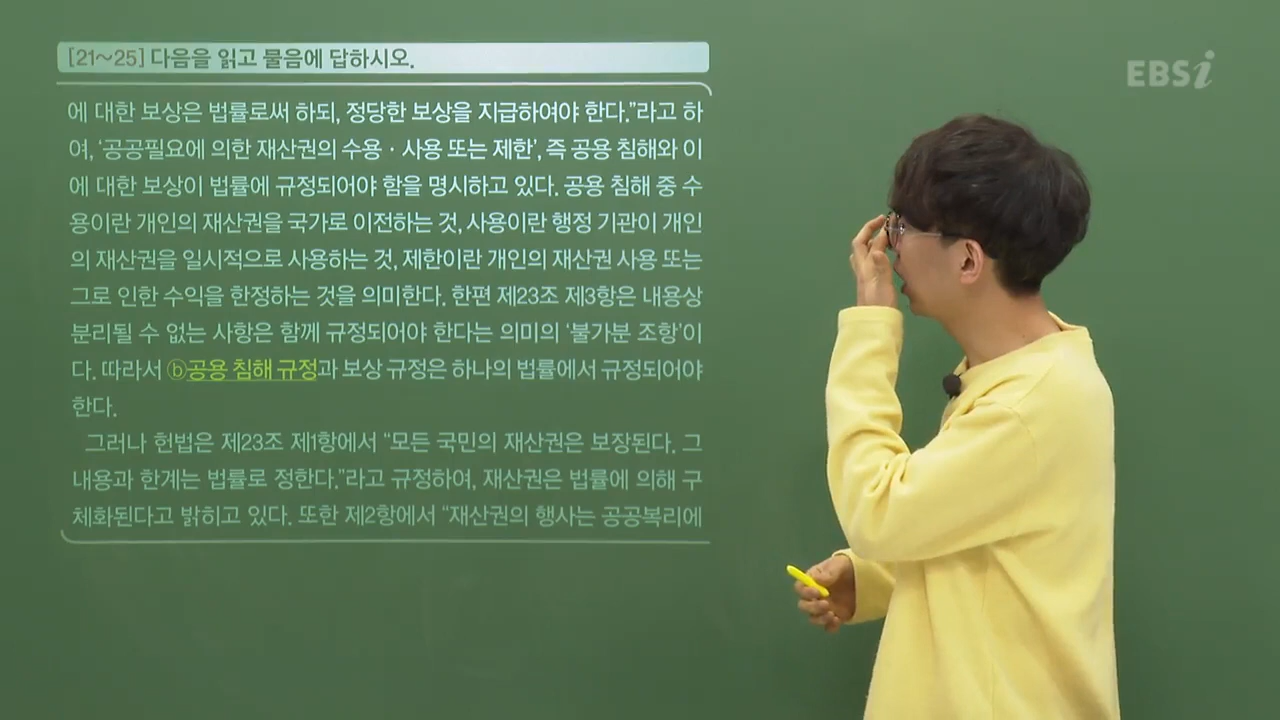 [21~25] 다음을 읽고 물음에 답하시오.
EBSi
에 대한 보상은 법률로써 하되, 정당한 보상을 지급하여야 한다.”라고 하
여, ‘공공필요에 의한 재산권의 수용 · 사용 또는 제한’, 즉 공용 침해와 이
에 대한 보상이 법률에 규정되어야 함을 명시하고 있다. 공용 침해 중 수
용이란 개인의 재산권을 국가로 이전하는 것, 사용이란 행정 기관이 개인
의 재산권을 일시적으로 사용하는 것, 제한이란 개인의 재산권 사용 또는
그로 인한 수익을 한정하는 것을 의미한다. 한편 제23조 제3항은 내용상
분리될 수 없는 사항은 함께 규정되어야 한다는 의미의 ‘불가분 조항’이
다. 따라서 ⓑ공용 침해 규정과 보상 규정은 하나의 법률에서 규정되어야
한다.
그러나 헌법은 제23조 제1항에서 “모든 국민의 재산권은 보장된다. 그
내용과 한계는 법률로 정한다.”라고 규정하여, 재산권은 법률에 의해 구
체화된다고 밝히고 있다. 또한 제2항에서 “재산권의 행사는 공공복리에